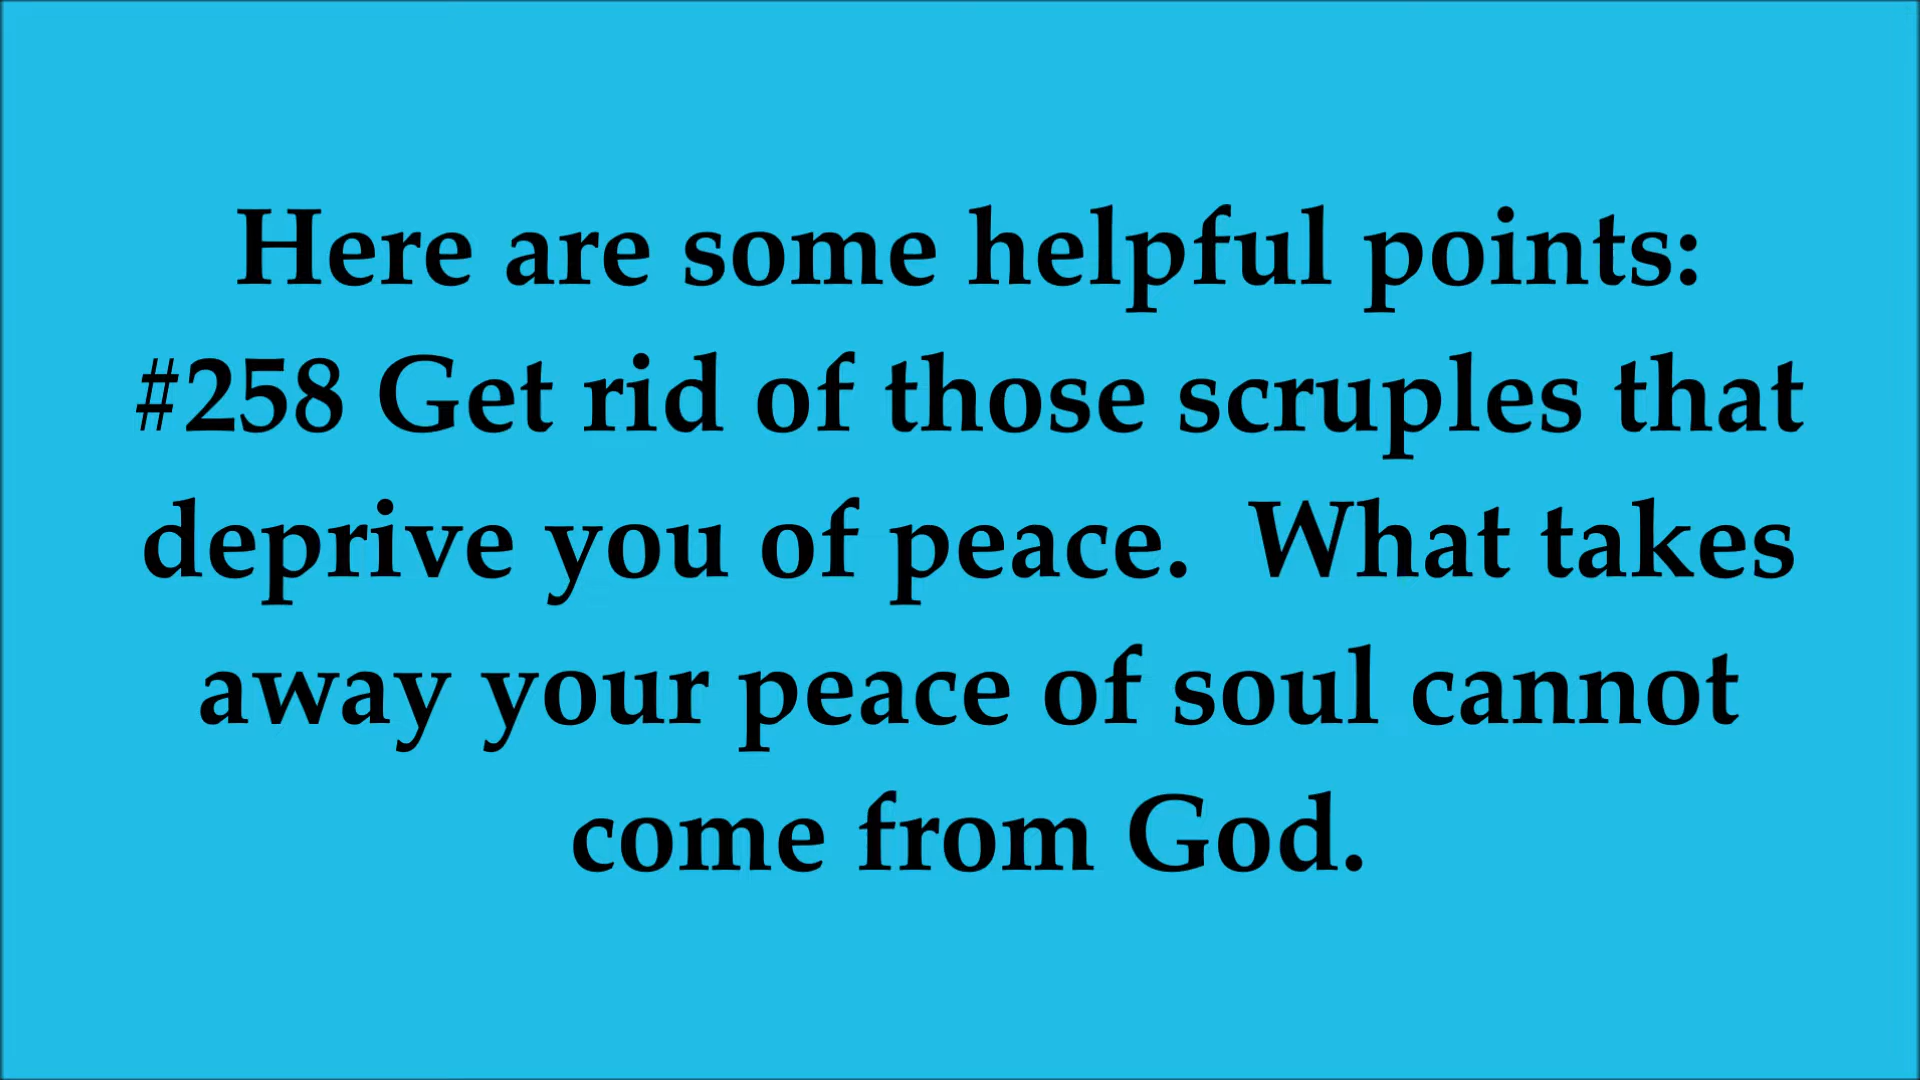 Here are some helpful points:
#258 Get rid of those scruples that
deprive you of peace.  What takes
away your peace of soul cannot
come from God.